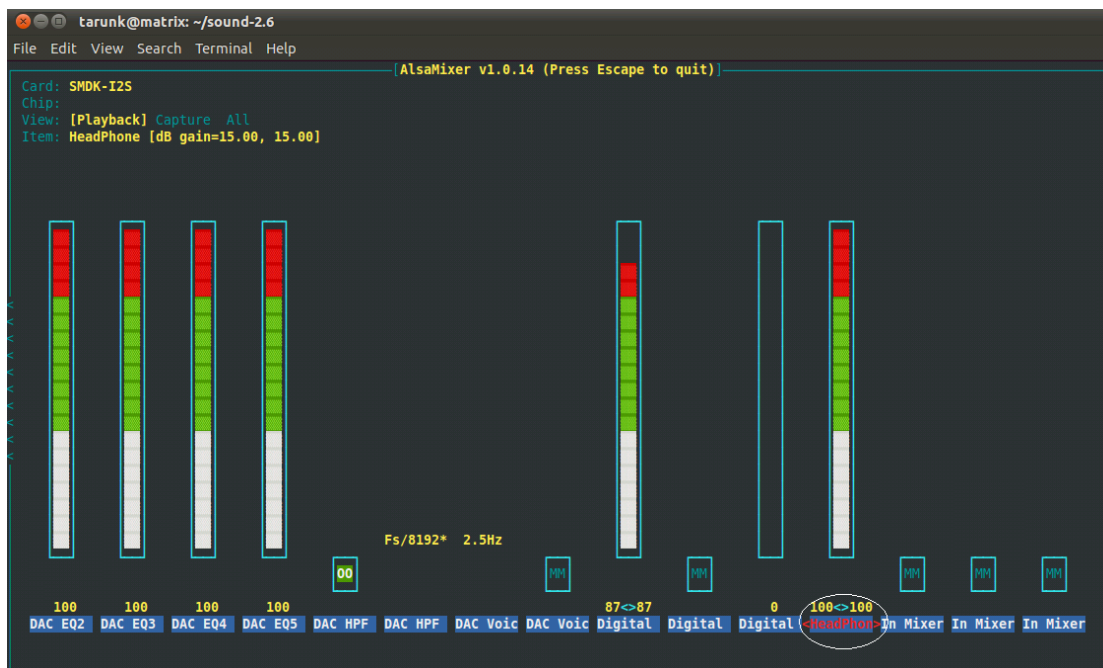 tarunk@matrix: ~/sound-2.6
File Edit View Search Terminal Help
[AlsaMixer v1.0.14 (Press Escape to quit)]
Card: SMDK-I2S
Chip:
View: [Playback] Capture All
Item: HeadPhone [dB gain=15.00, 15.00]
<
<
<
<
<
<
<
<
<
<
Fs/8192* 2.5Hz
OO MM MM MM MM MM
100 100 100 100 87<>87 0 100<>100
DAC EQ2 DAC EQ3 DAC EQ4 DAC EQ5 DAC HPF DAC HPF DAC Voic DAC Voic Digital Digital Digital <HeadPhon>In Mixer In Mixer In Mixer